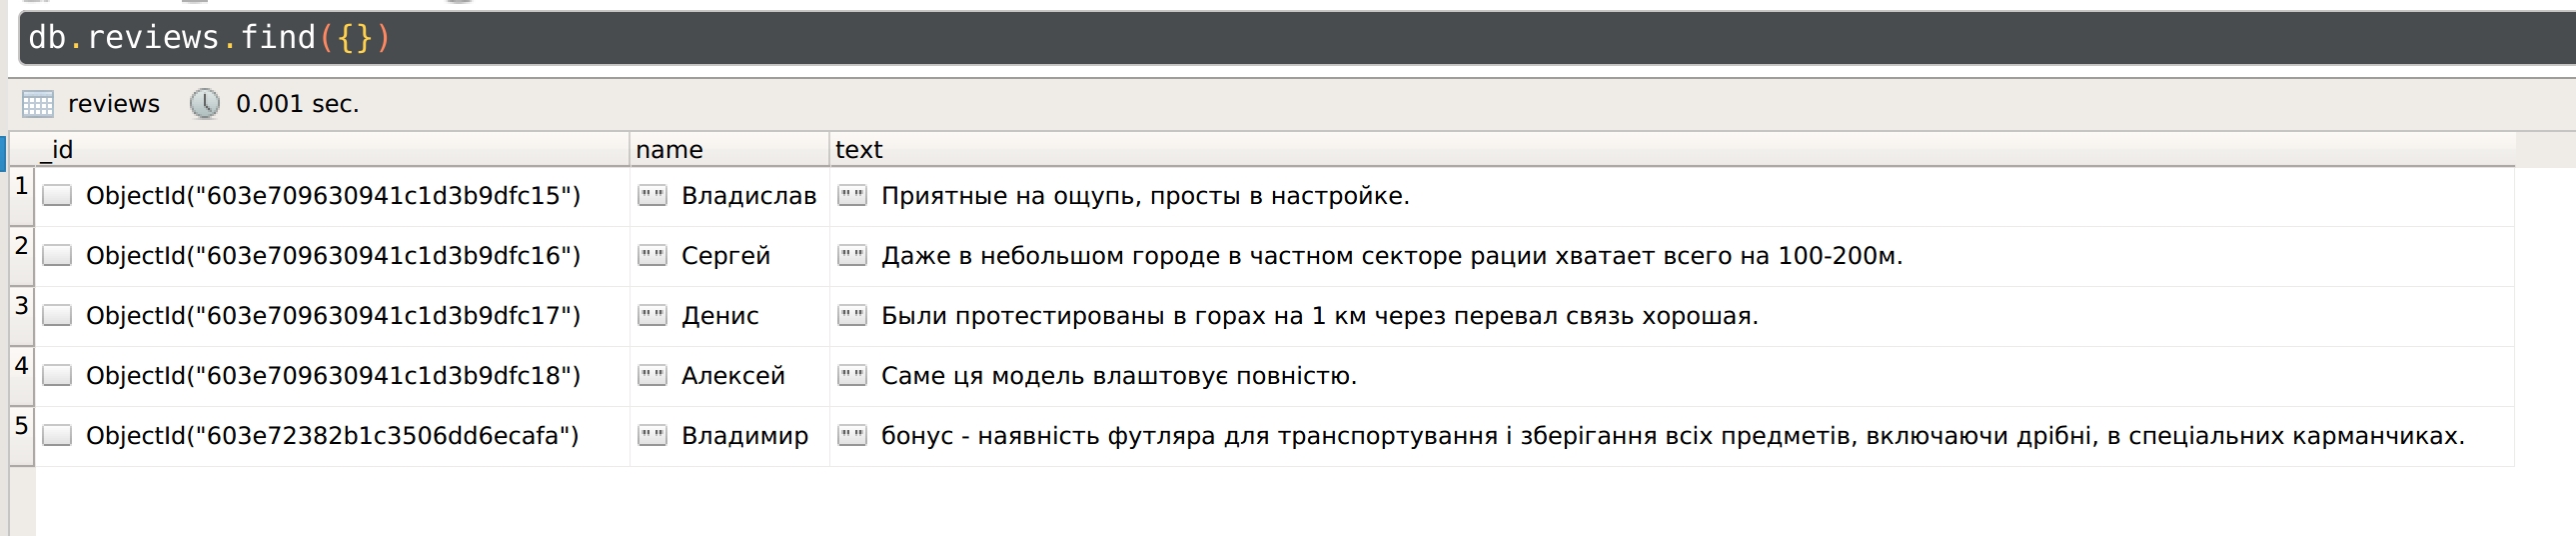 db.reviews.find({})
reviews 0.001 sec.
_id name text
1 ObjectId("603e709630941c1d3b9dfc15") Владислав Приятные на ощупь, просты в настройке.
2 ObjectId("603e709630941c1d3b9dfc16") Сергей Даже в небольшом городе в частном секторе рации хватает всего на 100-200м.
3 ObjectId("603e709630941c1d3b9dfc17") Денис Были протестированы в горах на 1 км через перевал связь хорошая.
4 ObjectId("603e709630941c1d3b9dfc18") Алексей Саме ця модель влаштовує повністю.
5 ObjectId("603e72382b1c3506dd6ecafa") Владимир бонус - наявність футляра для транспортування і зберігання всіх предметів, включаючи дрібні, в спеціальних карманчиках.